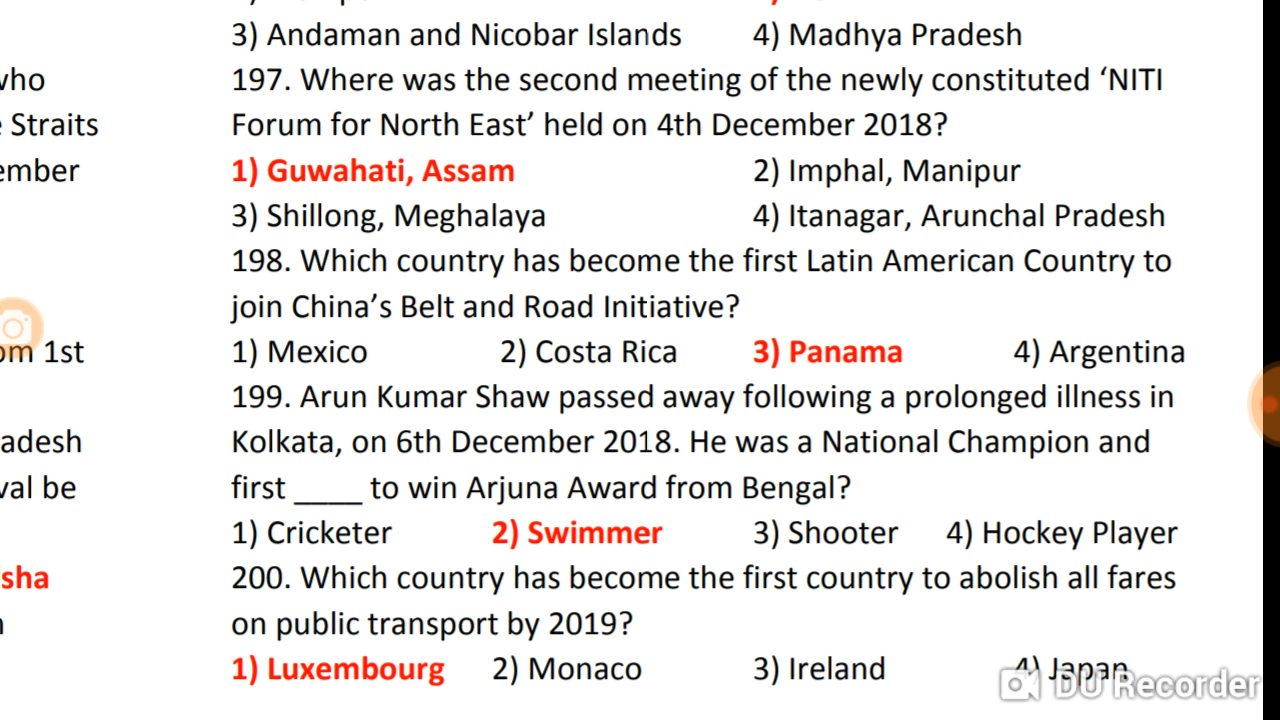 3) Andaman and Nicobar Islands 4) Madhya Pradesh
who
197. Where was the second meeting of the newly constituted ‘NITI
Straits
Forum for North East’ held on 4th December 2018?
ember
1) Guwahati, Assam 2) Imphal, Manipur
3) Shillong, Meghalaya 4) Itanagar, Arunchal Pradesh
198. Which country has become the first Latin American Country to
join China’s Belt and Road Initiative?
om 1st
1) Mexico 2) Costa Rica 3) Panama 4) Argentina
199. Arun Kumar Shaw passed away following a prolonged illness in
adesh
Kolkata, on 6th December 2018. He was a National Champion and
val be
first ____ to win Arjuna Award from Bengal?
1) Cricketer 2) Swimmer 3) Shooter 4) Hockey Player
sha
200. Which country has become the first country to abolish all fares
on public transport by 2019?
1) Luxembourg 2) Monaco 3) Ireland 4) Japan
DU Recorder